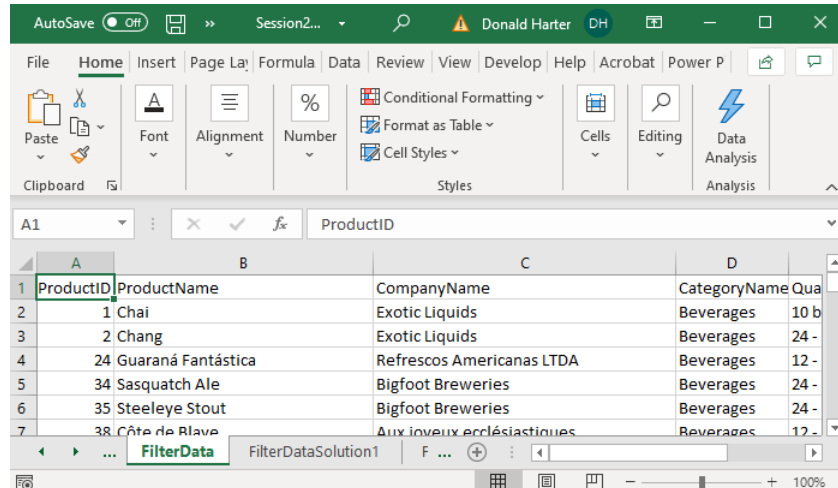 AutoSave Off » Session2... Donald Harter DH
File Home Insert Page Lay Formula Data Review View Develop Help Acrobat Power P
Paste Font Alignment Number Conditional Formatting Format as Table Cell Styles Cells Editing Data Analysis
Clipboard Styles Analysis
A1 fx ProductID
A B C D
1 ProductID ProductName CompanyName CategoryName Qua
2 1 Chai Exotic Liquids Beverages 10 b
3 2 Chang Exotic Liquids Beverages 24 -
4 24 Guaraná Fantástica Refrescos Americanas LTDA Beverages 12 -
5 34 Sasquatch Ale Bigfoot Breweries Beverages 24 -
6 35 Steeleye Stout Bigfoot Breweries Beverages 24 -
7 38 Côte de Blaye Aux joyeux ecclésiastiques Beverages 12 -
... FilterData FilterDataSolution1 F ...
100%